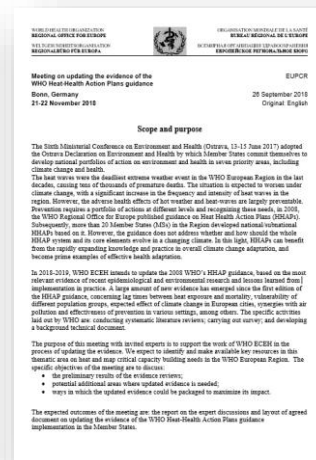 WORLD HEALTH ORGANIZATION
REGIONAL OFFICE FOR EUROPE
WELTGESUNDHEITSORGANISATION
REGIONALBÜRO FÜR EUROPA
ORGANISATION MONDIALE DE LA SANTÉ
BUREAU RÉGIONAL DE L'EUROPE
ВСЕМИРНАЯ ОРГАНИЗАЦИЯ ЗДРАВООХРАНЕНИЯ
ЕВРОПЕЙСКОЕ РЕГИОНАЛЬНОЕ БЮРО
Meeting on updating the evidence of the
WHO Heat-Health Action Plans guidance
EUPCR
Bonn, Germany
21-22 November 2018
28 September 2018
Original: English
Scope and purpose
The Sixth Ministerial Conference on Environment and Health (Ostrava, 13-15 June 2017) adopted
the Ostrava Declaration on Environment and Health by which Member States commit themselves to
develop national portfolios of action on environment and health in seven priority areas, including
climate change and health.
The heat waves were the deadliest extreme weather event in the WHO European Region in the last
decades, causing tens of thousands of premature deaths. The situation is expected to worsen under
climate change, with a significant increase in the frequency and intensity of heat waves in the
region. However, the adverse health effects of hot weather and heat-waves are largely preventable.
Prevention requires a portfolio of actions at different levels and recognising these needs, in 2008,
the WHO Regional Office for Europe published guidance on Heat Health Action Plans (HHAPs).
Subsequently, more than 20 Member States (MSs) in the Region developed national/subnational
HHAPs based on it. However, the guidance does not address whether and how should the whole
HHAP system and its core elements evolve in a changing climate. In this light, HHAPs can benefit
from the rapidly expanding knowledge and practice in overall climate change adaptation, and
become prime examples of effective health adaptation.
In 2018-2019, WHO ECEH intends to update the 2008 WHO's HHAP guidance, based on the most
relevant evidence of recent epidemiological and environmental research and lessons learned from
implementation in practice. A large amount of new evidence has emerged since the first edition of
the HHAP guidance, concerning lag times between heat exposure and mortality, vulnerability of
different population groups, expected effect of climate change in European cities, synergies with air
pollution and effectiveness of prevention in various settings, among others. The specific activities
laid out by WHO are: conducting systematic literature reviews; carrying out survey; and developing
a background technical document.
The purpose of this meeting with invited experts is to support the work of WHO ECEH in the
process of updating the evidence. We expect to identify and make available key resources in this
thematic area on heat and map critical capacity building needs in the WHO European Region. The
specific objectives of the meeting are to discuss:
• the preliminary results of the evidence reviews;
• potential additional areas where updated evidence is needed;
• ways in which the updated evidence could be packaged to maximize its impact.
The expected outcomes of the meeting are: the report on the expert discussions and layout of agreed
document on updating the evidence of the WHO Heat-Health Action Plans guidance
implementation in the Member States.